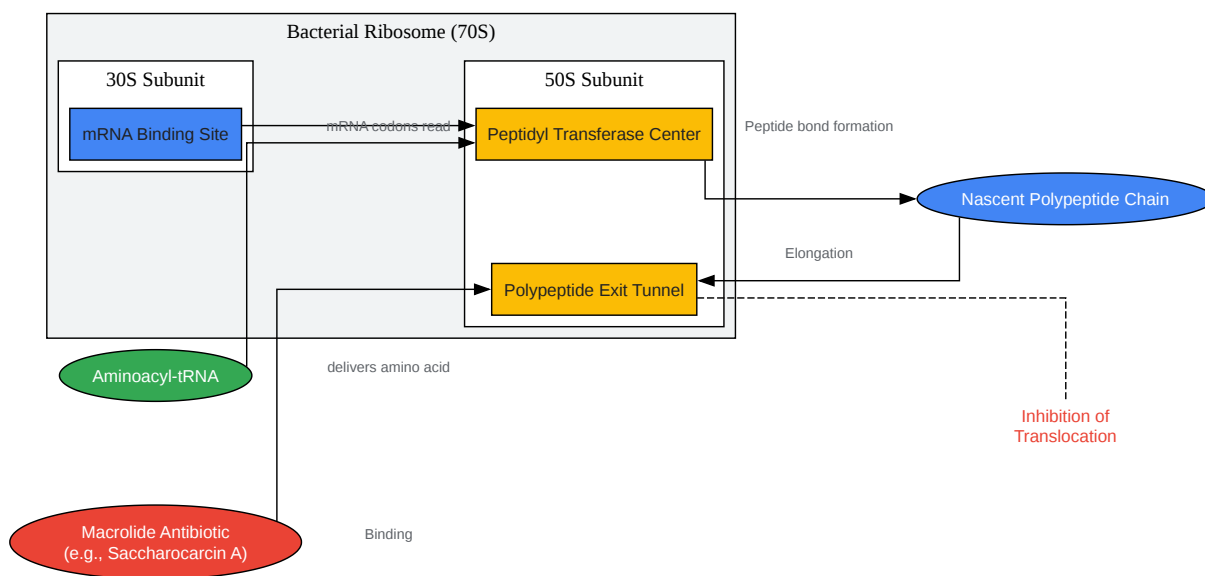 Bacterial Ribosome (70S)
30S Subunit
50S Subunit
mRNA Binding Site
mRNA codons read
Peptidyl Transferase Center
Peptide bond formation
Nascent Polypeptide Chain
Elongation
Polypeptide Exit Tunnel
Aminoacyl-tRNA
delivers amino acid
Inhibition of
Translocation
Macrolide Antibiotic
(e.g., Saccharocarcin A)
Binding